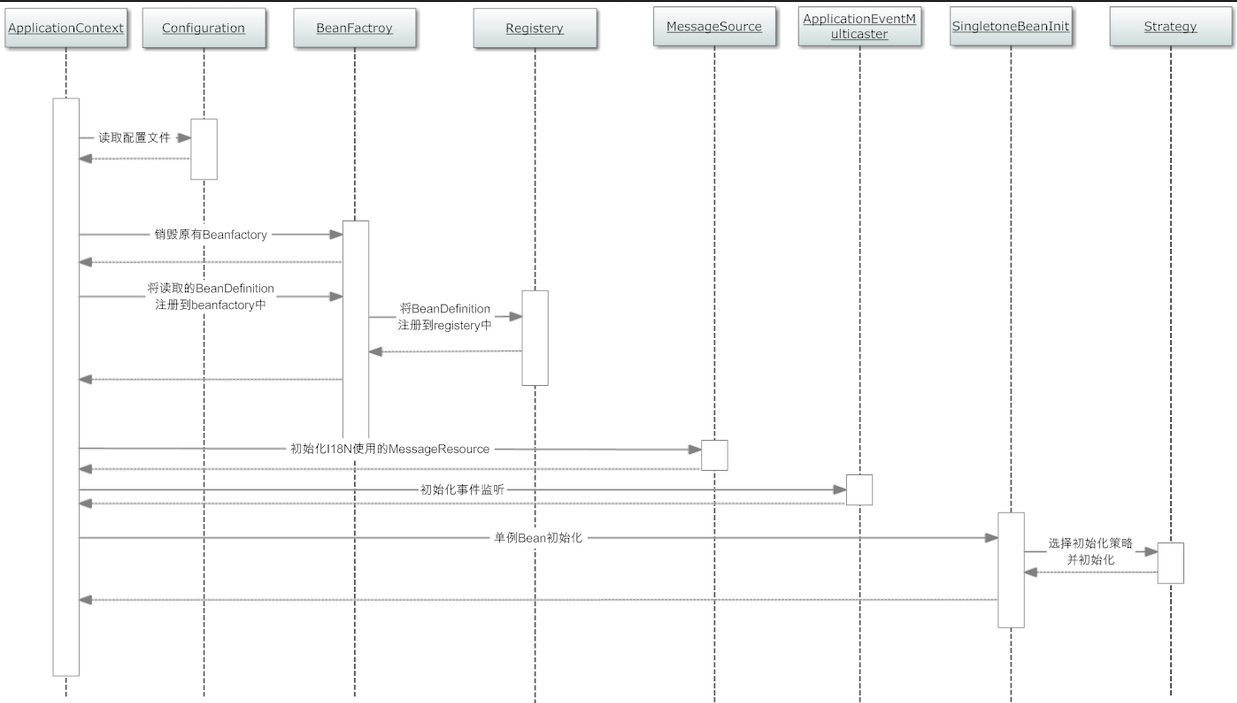 ApplicationContext
Configuration
BeanFactroy
Registery
MessageSource
ApplicationEventM
ulticaster
SingletoneBeanInit
Strategy
读取配置文件
销毁原有Beanfactory
将读取的BeanDefinition
注册到beanfactory中
将BeanDefinition
注册到registery中
初始化I18N使用的MessageResource
初始化事件监听
单例Bean初始化
选择初始化策略
并初始化